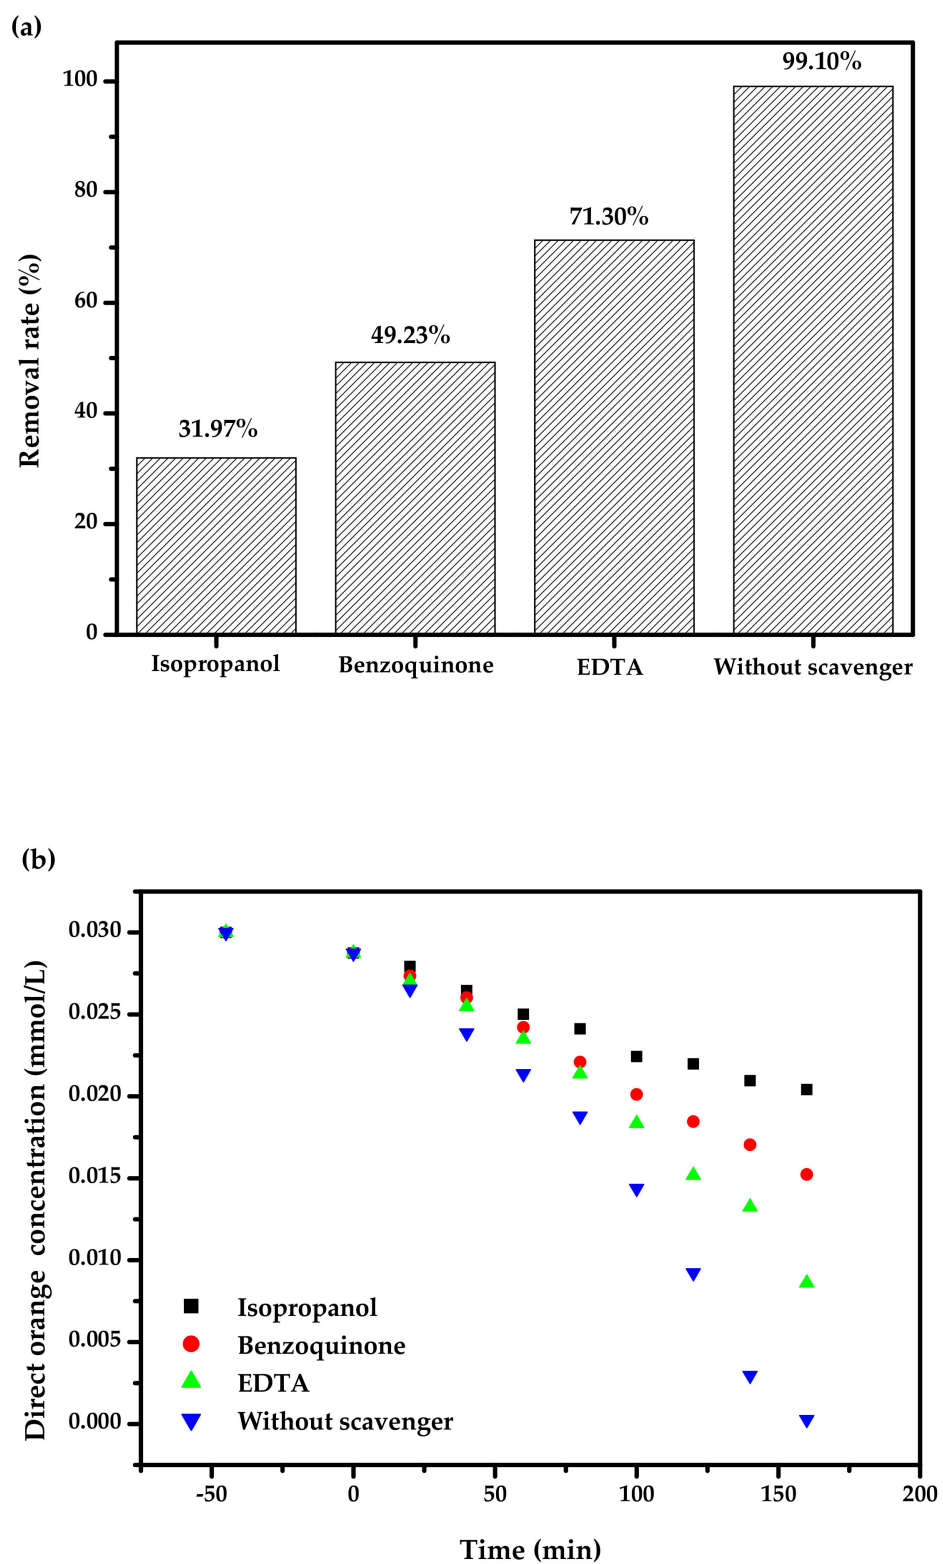 (a)
99.10%
100
80
71.30%
60
49.23%
40
31.97%
20
0
Removal rate (%)
Isopropanol Benzoquinone EDTA Without scavenger
(b)
0.030
0.025
0.020
0.015
0.010
0.005
0.000
Direct orange concentration (mmol/L)
Isopropanol
Benzoquinone
EDTA
Without scavenger
-50 0 50 100 150 200
Time (min)